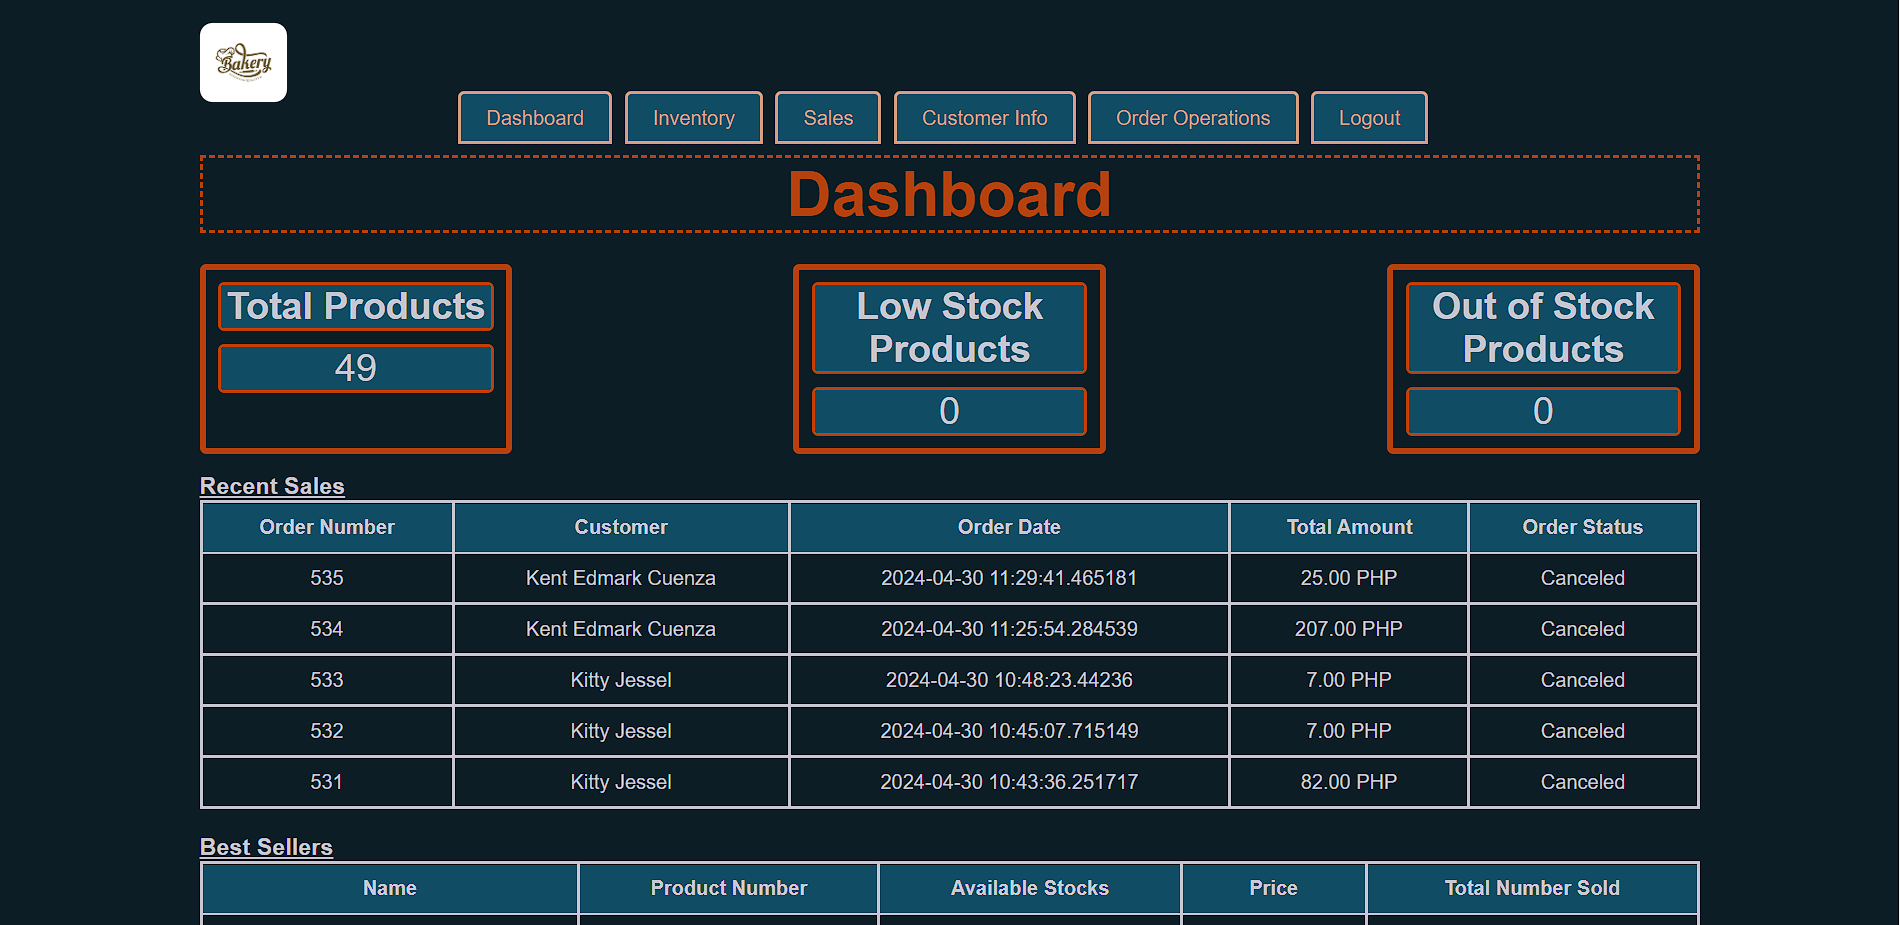 Bakery
Dashboard Inventory Sales Customer Info Order Operations Logout
Dashboard
Total Products
49
Low Stock
Products
0
Out of Stock
Products
0
Recent Sales
Order Number Customer Order Date Total Amount Order Status
535 Kent Edmark Cuenza 2024-04-30 11:29:41.465181 25.00 PHP Canceled
534 Kent Edmark Cuenza 2024-04-30 11:25:54.284539 207.00 PHP Canceled
533 Kitty Jessel 2024-04-30 10:48:23.44236 7.00 PHP Canceled
532 Kitty Jessel 2024-04-30 10:45:07.715149 7.00 PHP Canceled
531 Kitty Jessel 2024-04-30 10:43:36.251717 82.00 PHP Canceled
Best Sellers
Name Product Number Available Stocks Price Total Number Sold